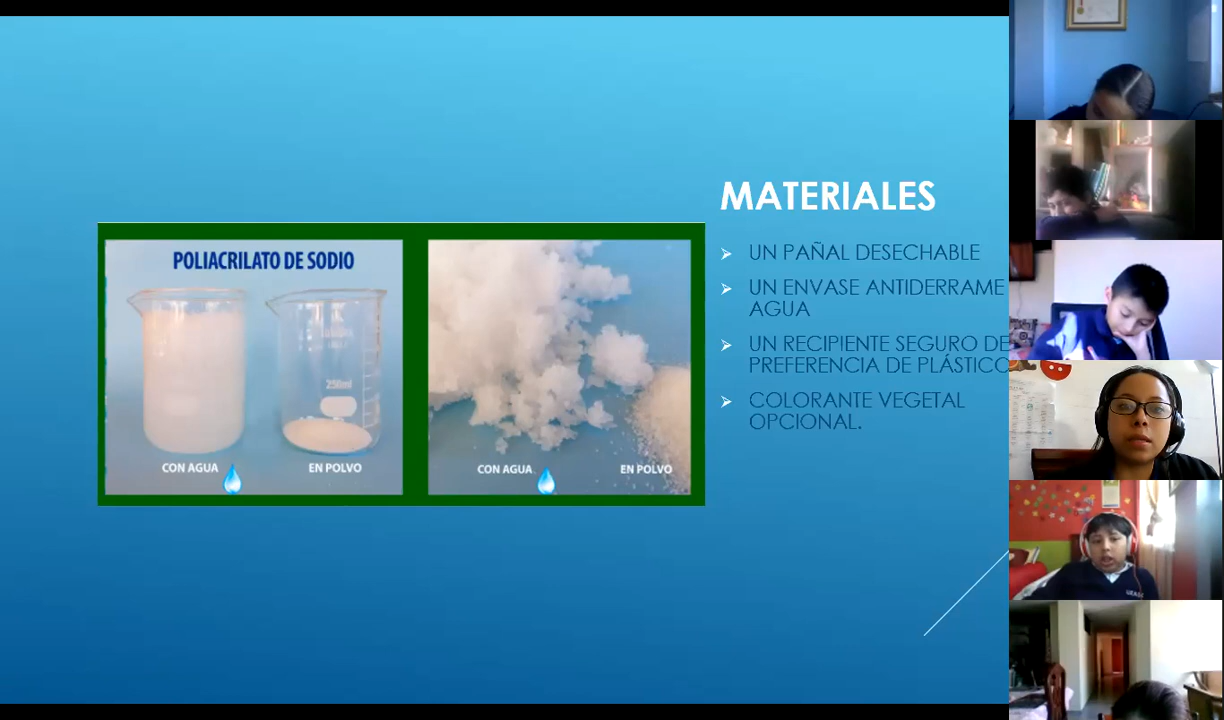 MATERIALES
UN PAÑAL DESECHABLE
UN ENVASE ANTIDERRAME
AGUA
UN RECIPIENTE SEGURO DE
PREFERENCIA DE PLÁSTICO
COLORANTE VEGETAL
OPCIONAL.
POLIACRILATO DE SODIO
250ml
CON AGUA
EN POLVO
CON AGUA
EN POLVO